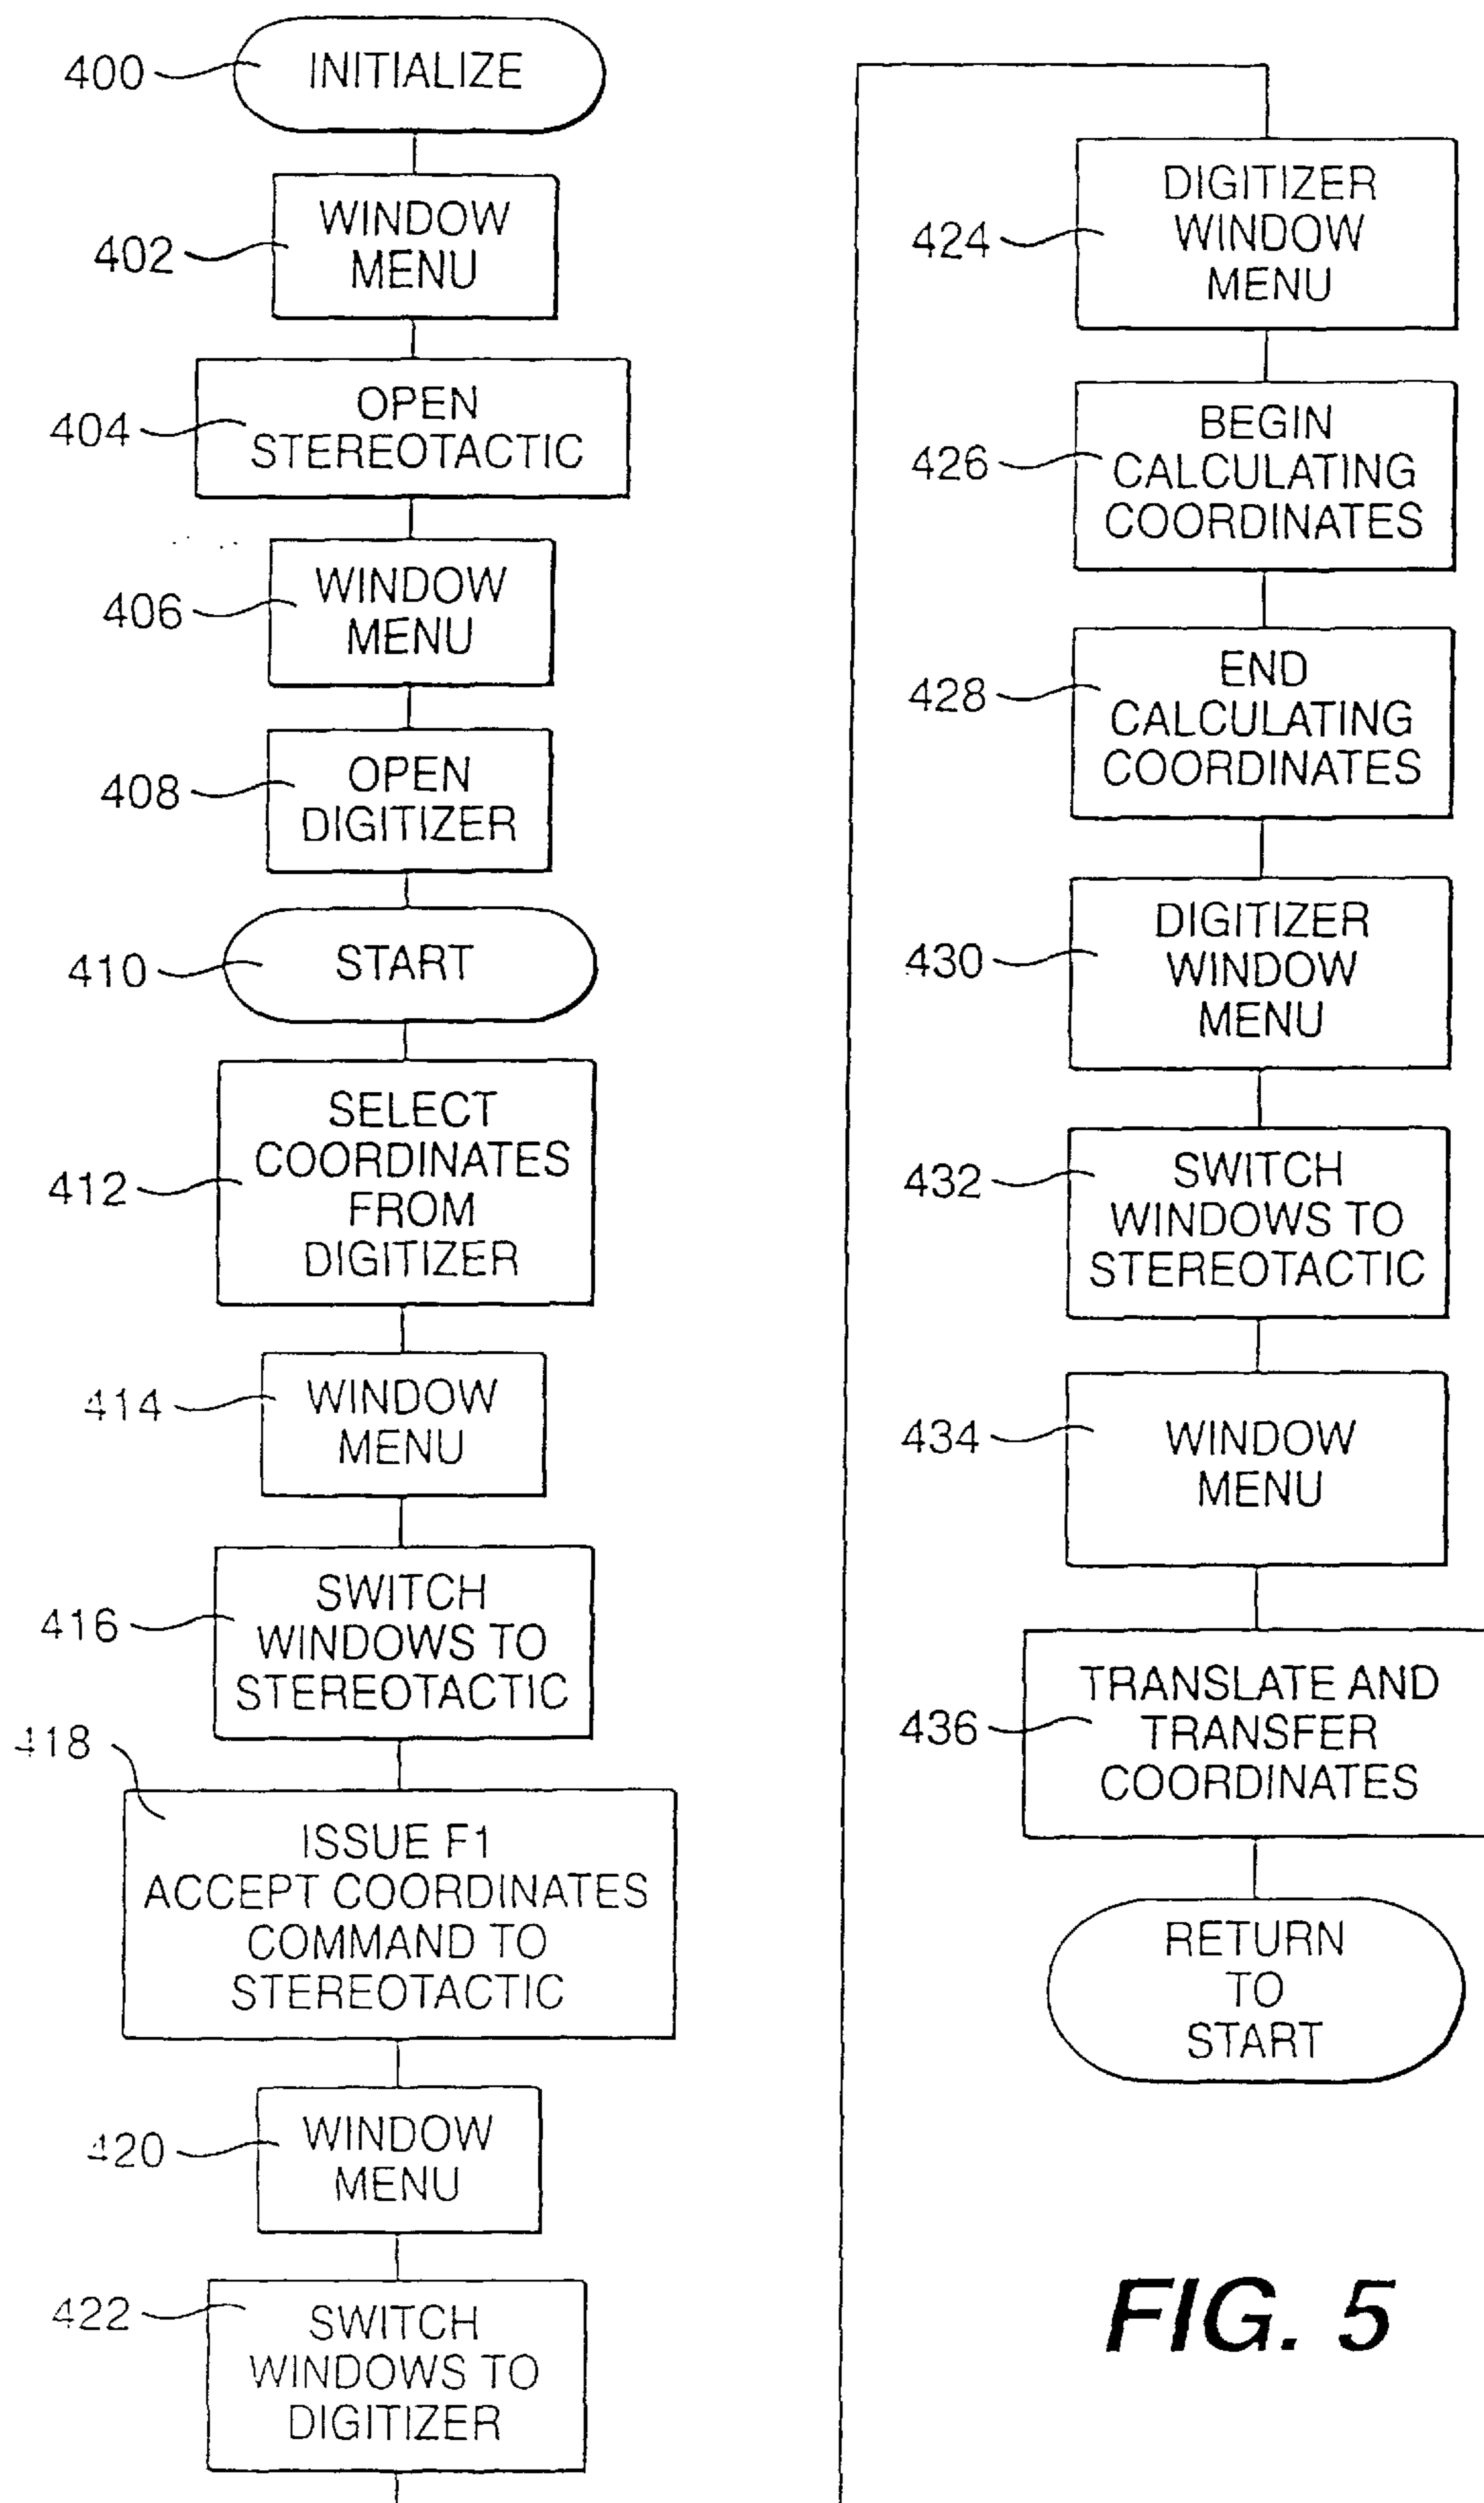 400
INITIALIZE
402
WINDOW
MENU
404
OPEN
STEREOTACTIC
406
WINDOW
MENU
408
OPEN
DIGITIZER
410
START
412
SELECT
COORDINATES
FROM
DIGITIZER
414
WINDOW
MENU
416
SWITCH
WINDOWS TO
STEREOTACTIC
418
ISSUE F1
ACCEPT COORDINATES
COMMAND TO
STEREOTACTIC
420
WINDOW
MENU
422
SWITCH
WINDOWS TO
DIGITIZER
424
DIGITIZER
WINDOW
MENU
426
BEGIN
CALCULATING
COORDINATES
428
END
CALCULATING
COORDINATES
430
DIGITIZER
WINDOW
MENU
432
SWITCH
WINDOWS TO
STEREOTACTIC
434
WINDOW
MENU
436
TRANSLATE AND
TRANSFER
COORDINATES
RETURN
TO
START
FIG. 5